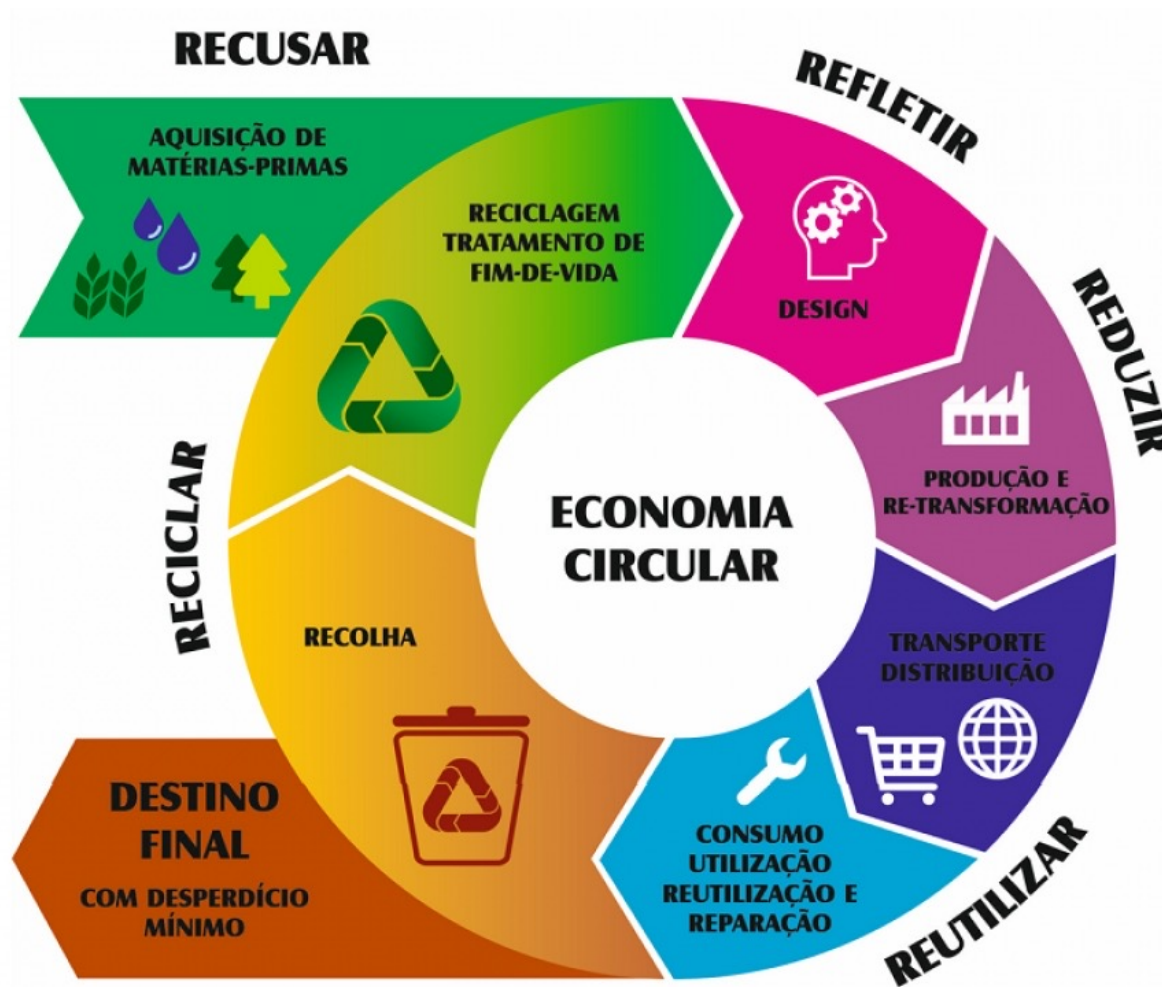 RECUSAR
REFLETIR
AQUISIÇÃO DE
MATÉRIAS-PRIMAS
RECICLAGEM
TRATAMENTO DE
FIM-DE-VIDA
DESIGN
REDUZIR
PRODUÇÃO E
RE-TRANSFORMAÇÃO
ECONOMIA
CIRCULAR
RECICLAR
RECOLHA
TRANSPORTE
DISTRIBUIÇÃO
DESTINO
FINAL
COM DESPERDÍCIO
MÍNIMO
CONSUMO
UTILIZAÇÃO
REUTILIZAÇÃO E
REPARAÇÃO
REUTILIZAR